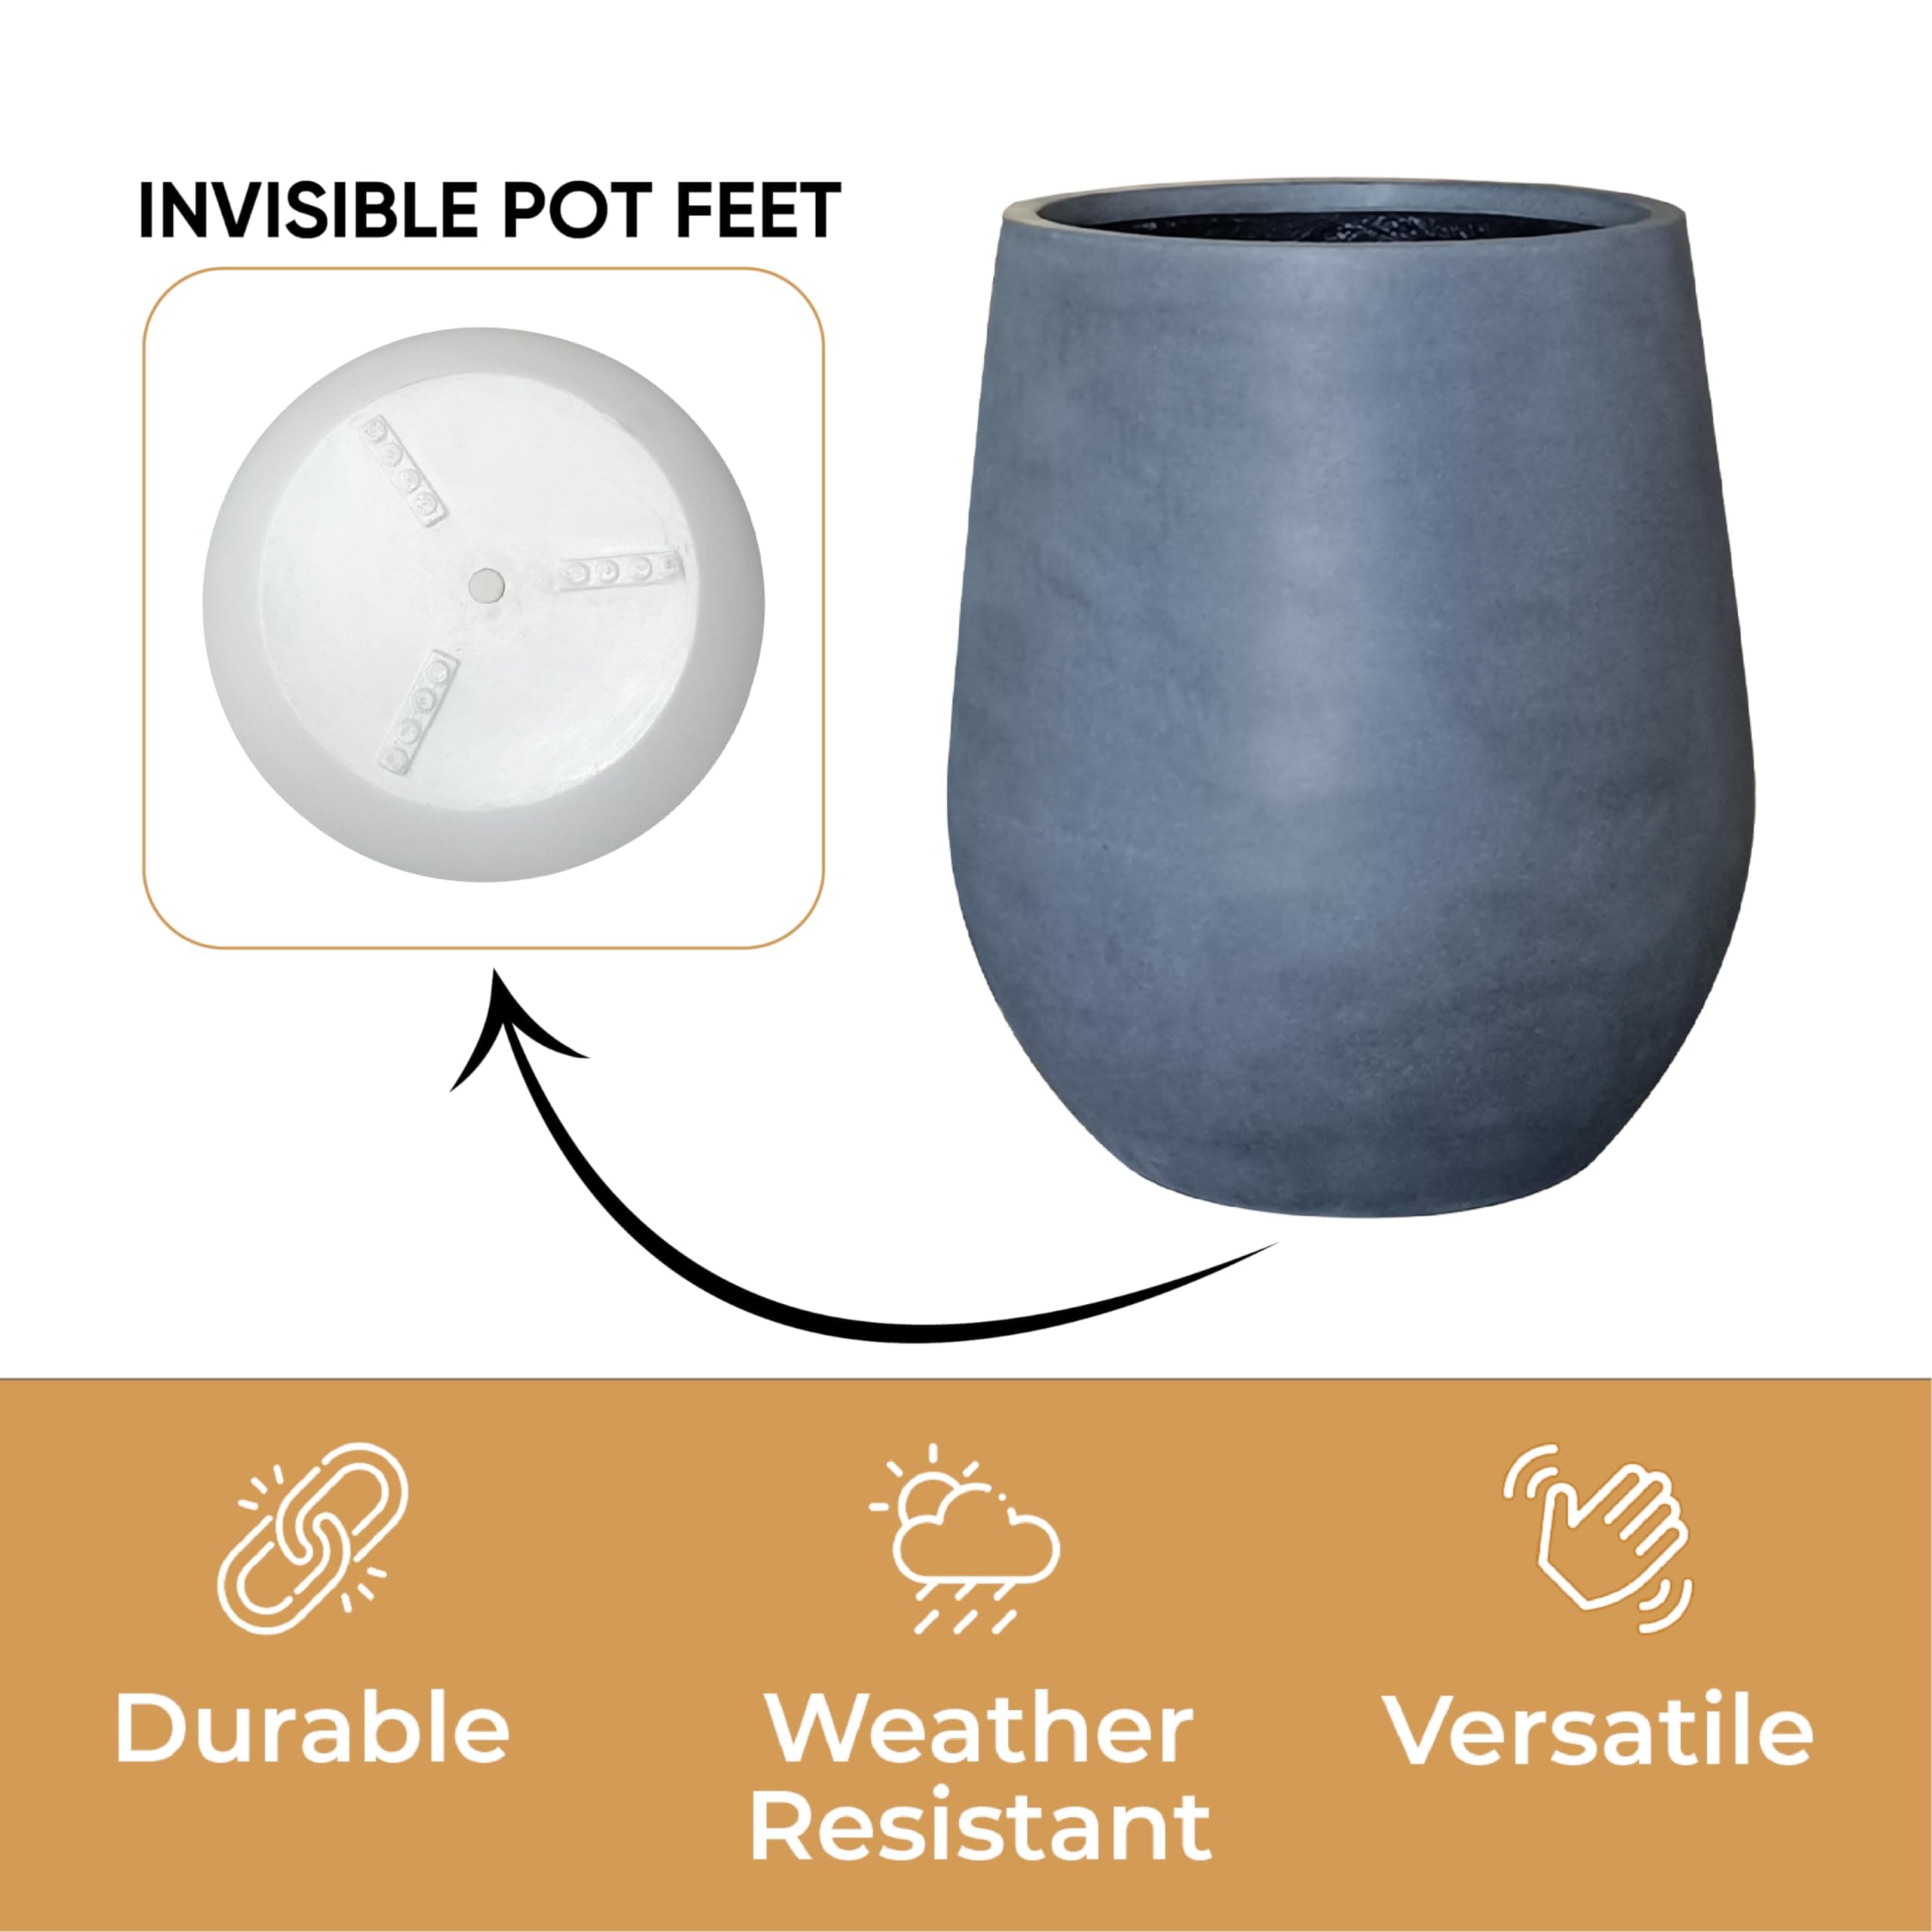 INVISIBLE POT FEET
Durable
Weather
Resistant
Versatile